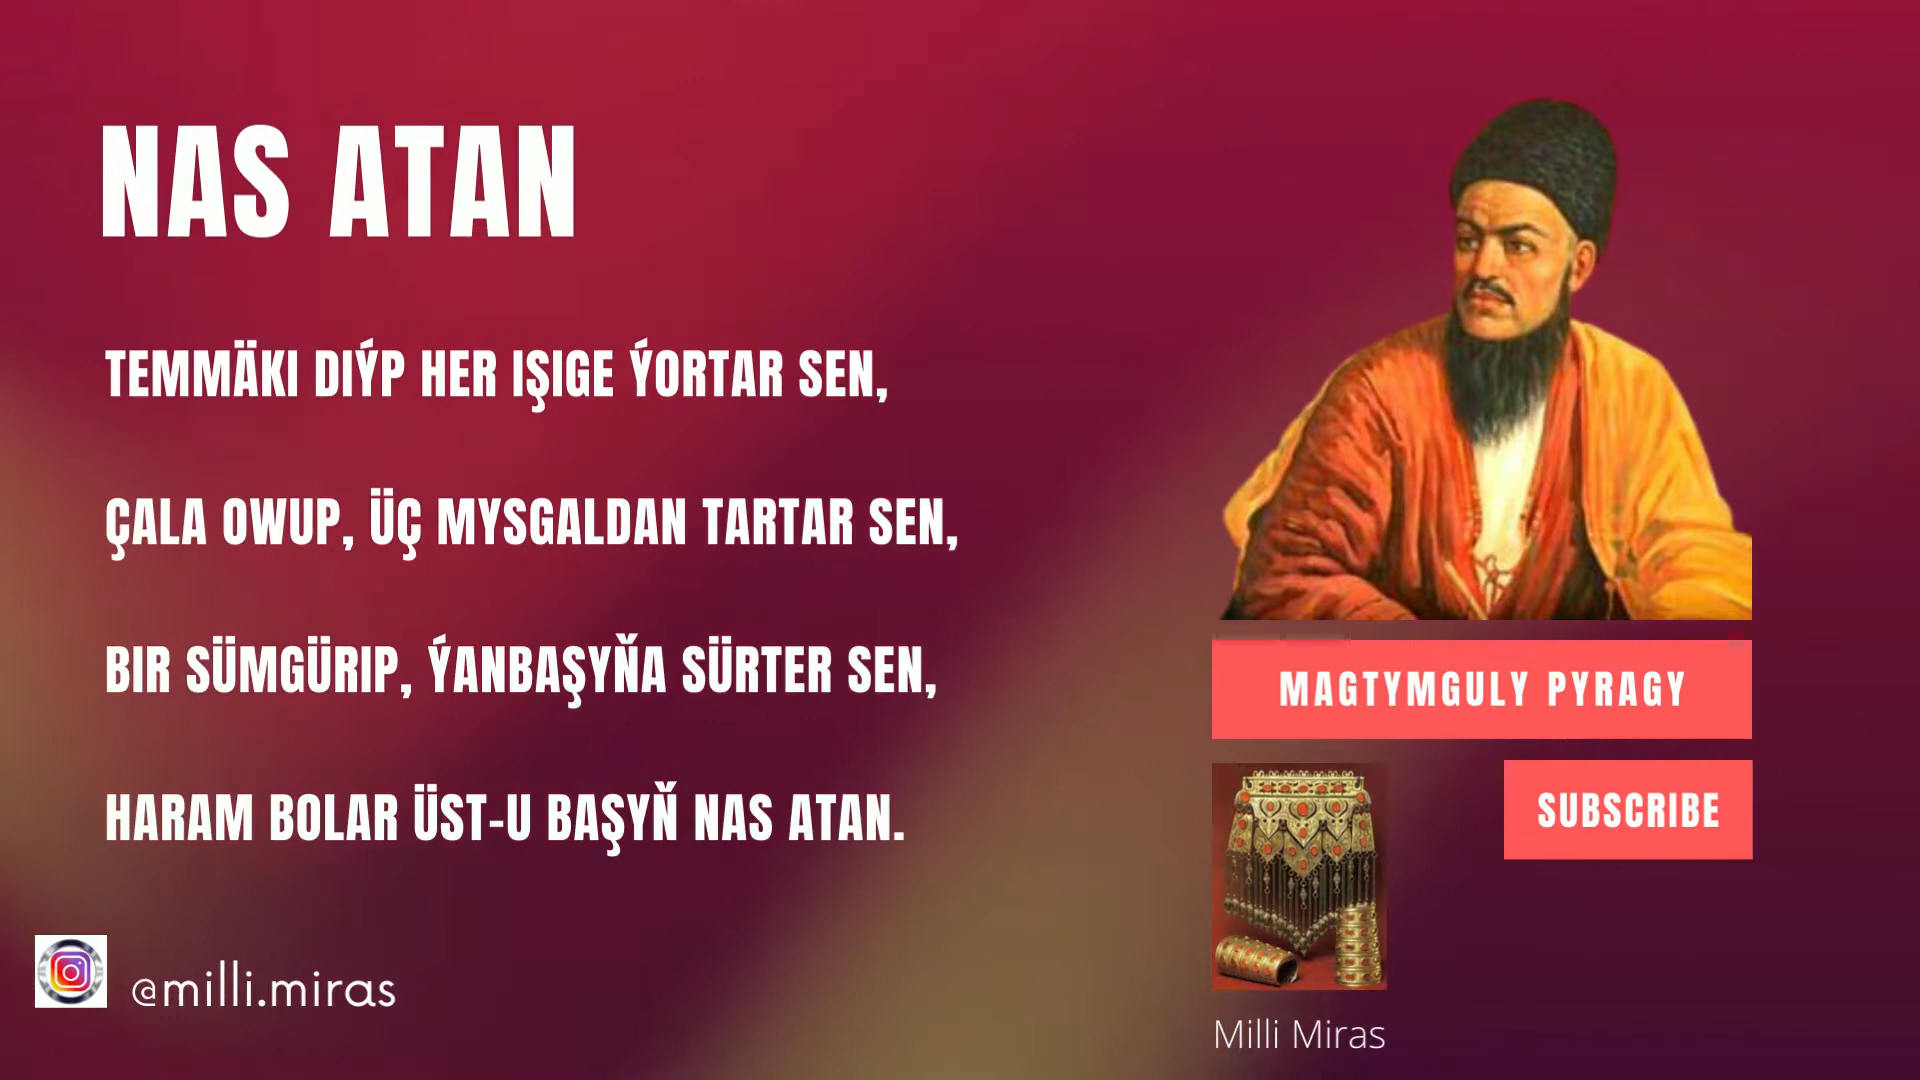 NAS ATAN
TEMMÄKI DIÝP HER IŞIGE ÝORTAR SEN,
ÇALA OWUP, ÜÇ MYSGALDAN TARTAR SEN,
BIR SÜMGÜRIP, ÝANBAŞYŇA SÜRTER SEN,
HARAM BOLAR ÜST-U BAŞYŇ NAS ATAN.
@milli.miras
MAGTYMGULY PYRAGY
SUBSCRIBE
Milli Miras